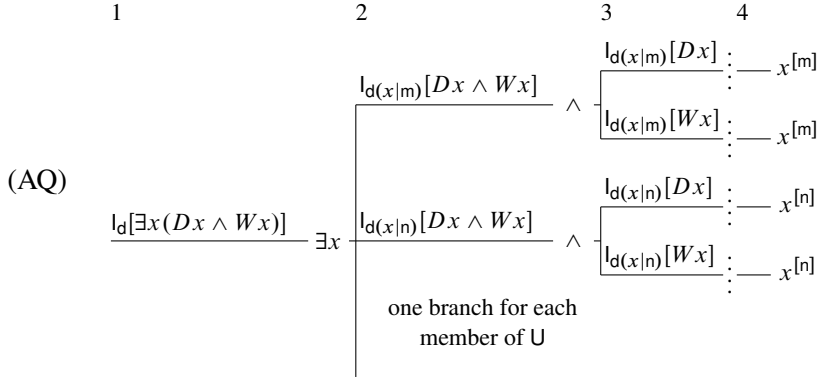 1 2 3 4
I_d(x|m)[Dx] x^[m]
I_d(x|m)[Dx ∧ Wx] ∧
I_d(x|m)[Wx] x^[m]
(AQ)
I_d(x|n)[Dx] x^[n]
I_d[∃x(Dx ∧ Wx)] ∃x I_d(x|n)[Dx ∧ Wx] ∧
I_d(x|n)[Wx] x^[n]
one branch for each
member of U